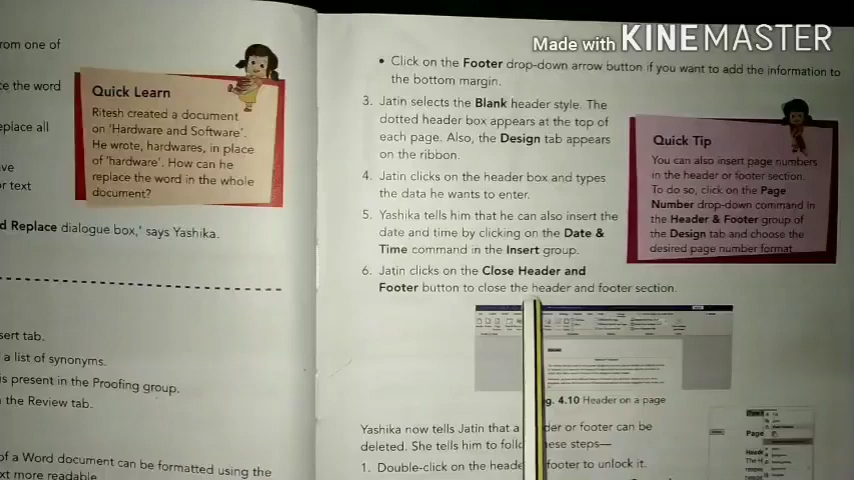 Made with KINEMASTER
rom one of
te the word
eplace all
ve
r text
d Replace dialogue box,' says Yashika.
sert tab.
a list of synonyms.
is present in the Proofing group.
n the Review tab.
of a Word document can be formatted using the
xt more readable
Quick Learn
Ritesh created a document
on 'Hardware and Software'.
He wrote, hardwares, in place
of 'hardware'. How can he
replace the word in the whole
document?
• Click on the Footer drop-down arrow button if you want to add the information to
the bottom margin.
3. Jatin selects the Blank header style. The
dotted header box appears at the top of
each page. Also, the Design tab appears
on the ribbon.
4. Jatin clicks on the header box and types
the data he wants to enter.
5. Yashika tells him that he can also insert the
date and time by clicking on the Date &
Time command in the Insert group.
6. Jatin clicks on the Close Header and
Footer button to close the header and footer section.
Quick Tip
You can also insert page numbers
in the header or footer section.
To do so, click on the Page
Number drop-down command in
the Header & Footer group of
the Design tab and choose the
desired page number format
g. 4.10 Header on a page
Yashika now tells Jatin that a der or footer can be
deleted. She tells him to foll ese steps—
1. Double-click on the heade footer to unlock it.